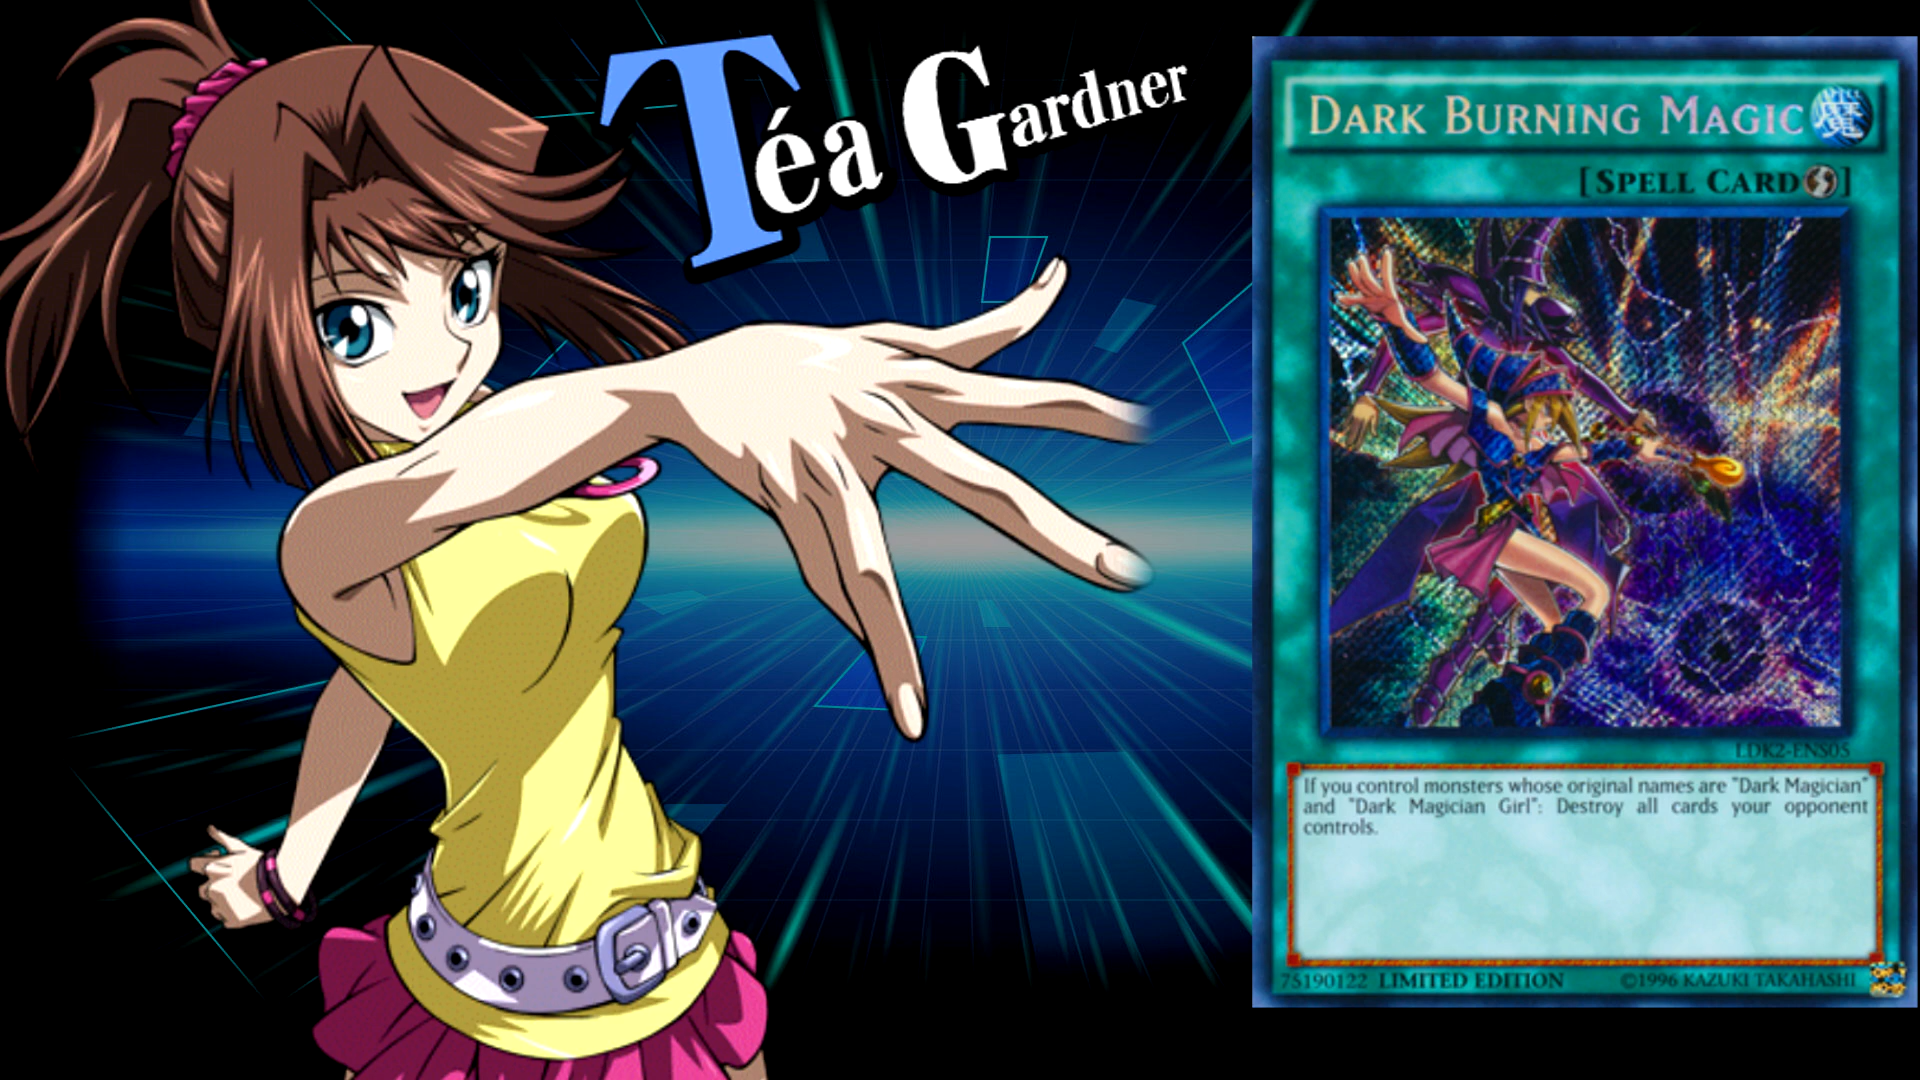 Téa Gardner
DARK BURNING MAGIC 魔
[SPELL CARD]
LDK2-ENS05
If you control monsters whose original names are "Dark Magician"
and "Dark Magician Girl": Destroy all cards your opponent
controls.
75190122 LIMITED EDITION ©1996 KAZUKI TAKAHASHI